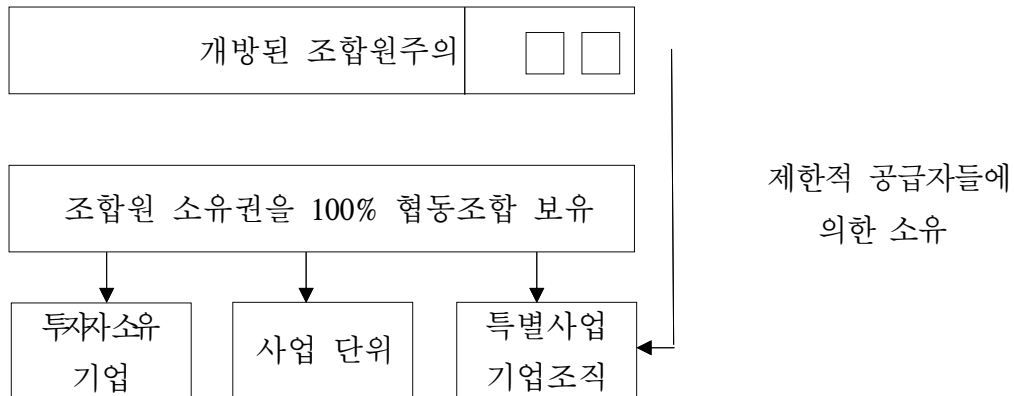 개방된 조합원주의
조합원 소유권을 100% 협동조합 보유
제한적 공급자들에
의한 소유
투자자소유
기업
사업 단위
특별사업
기업조직